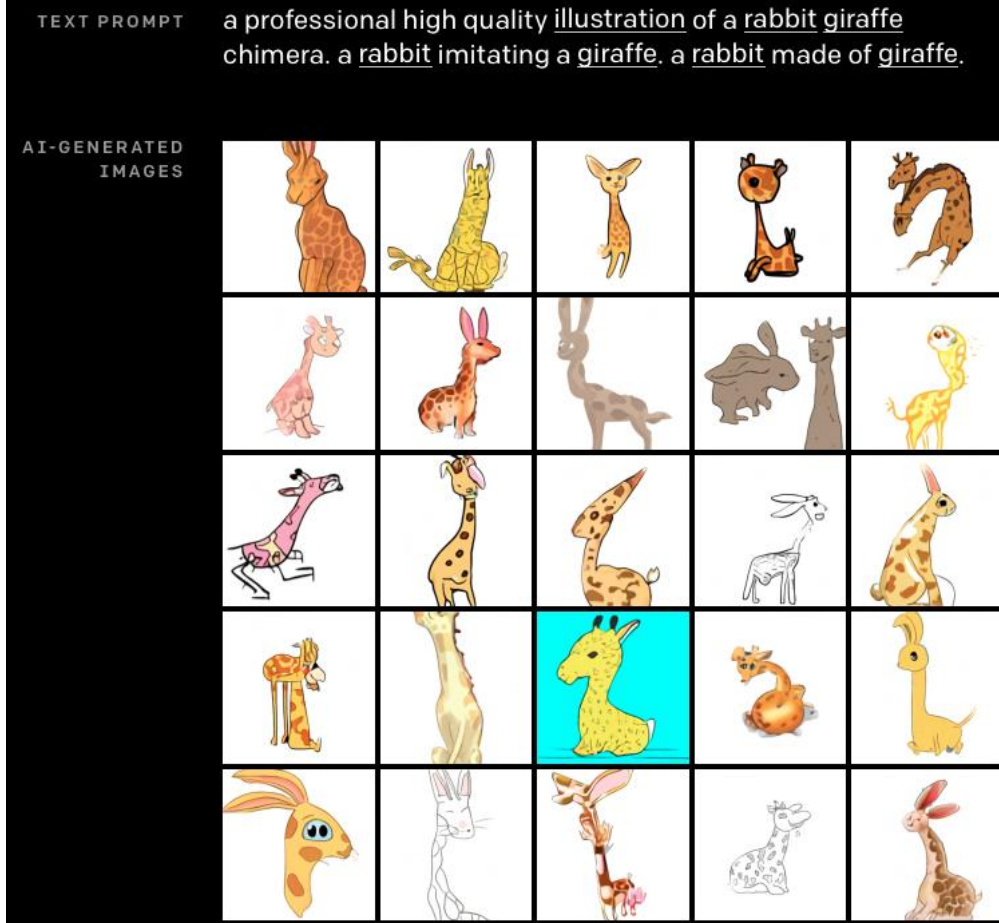 TEXT PROMPT
a professional high quality illustration of a rabbit giraffe
chimera. a rabbit imitating a giraffe. a rabbit made of giraffe.
AI-GENERATED
IMAGES